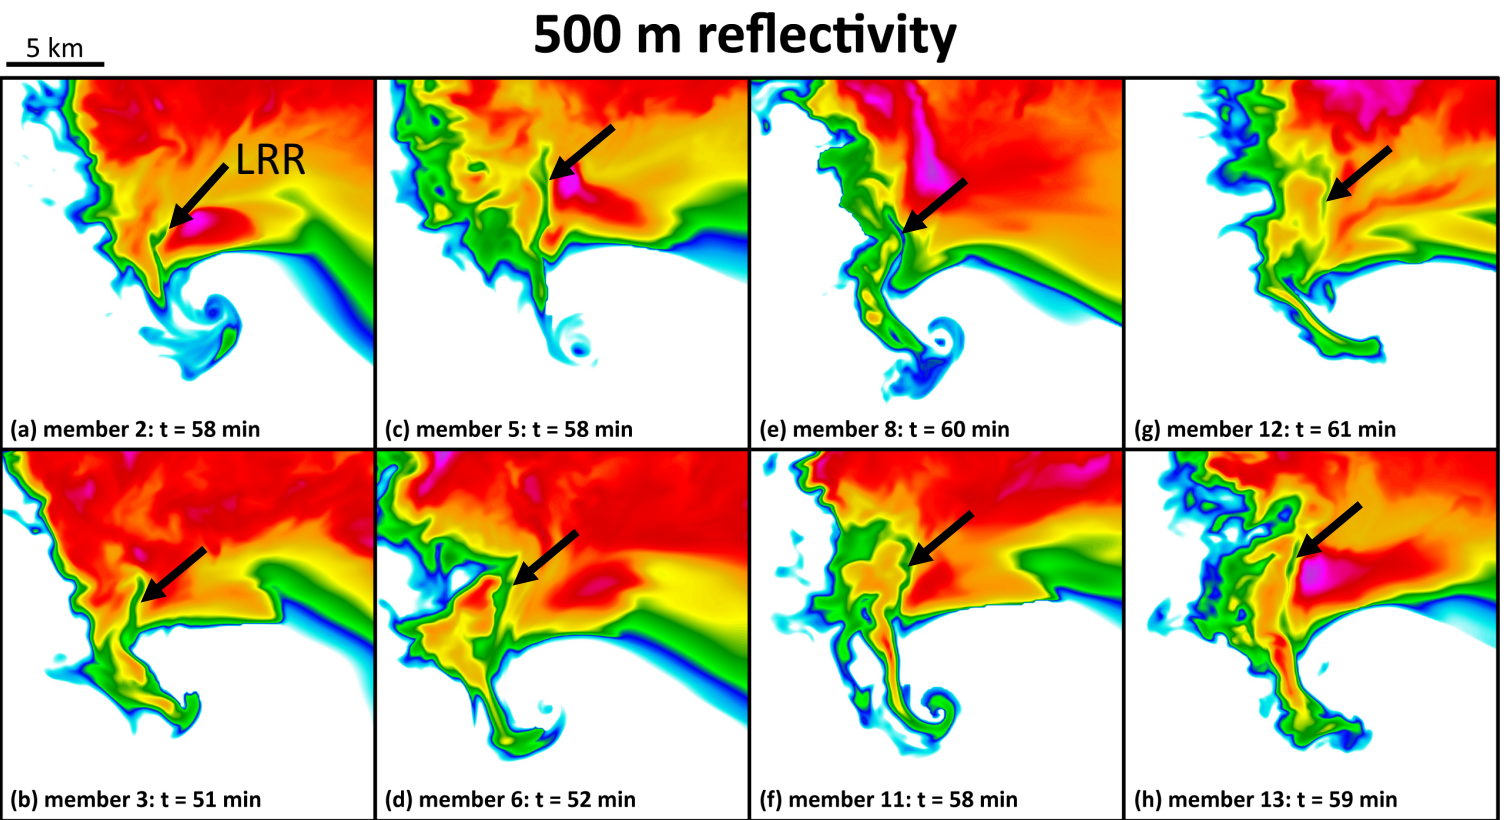 500 m reflectivity
5 km
LRR
(a) member 2: t = 58 min
(c) member 5: t = 58 min
(e) member 8: t = 60 min
(g) member 12: t = 61 min
(b) member 3: t = 51 min
(d) member 6: t = 52 min
(f) member 11: t = 58 min
(h) member 13: t = 59 min